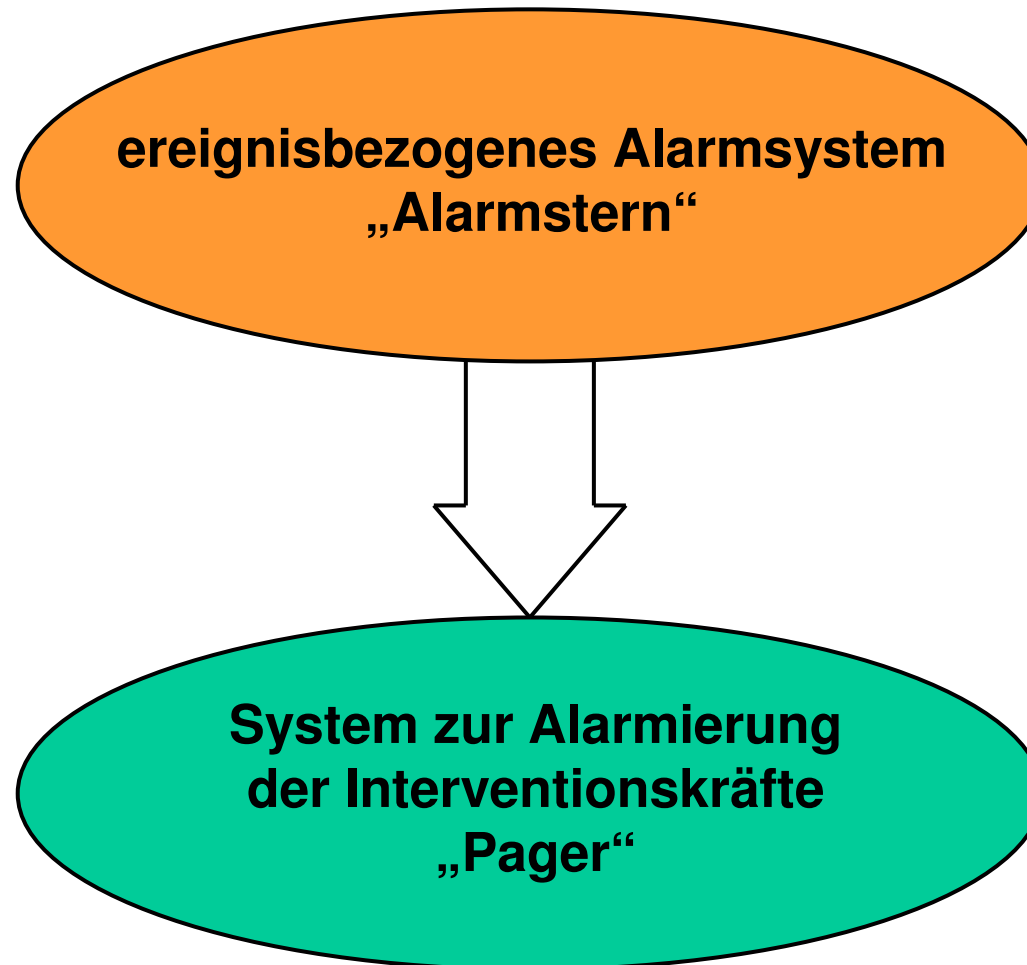 ereignisbezogenes Alarmsystem
„Alarmstern“
System zur Alarmierung
der Interventionskräfte
„Pager“